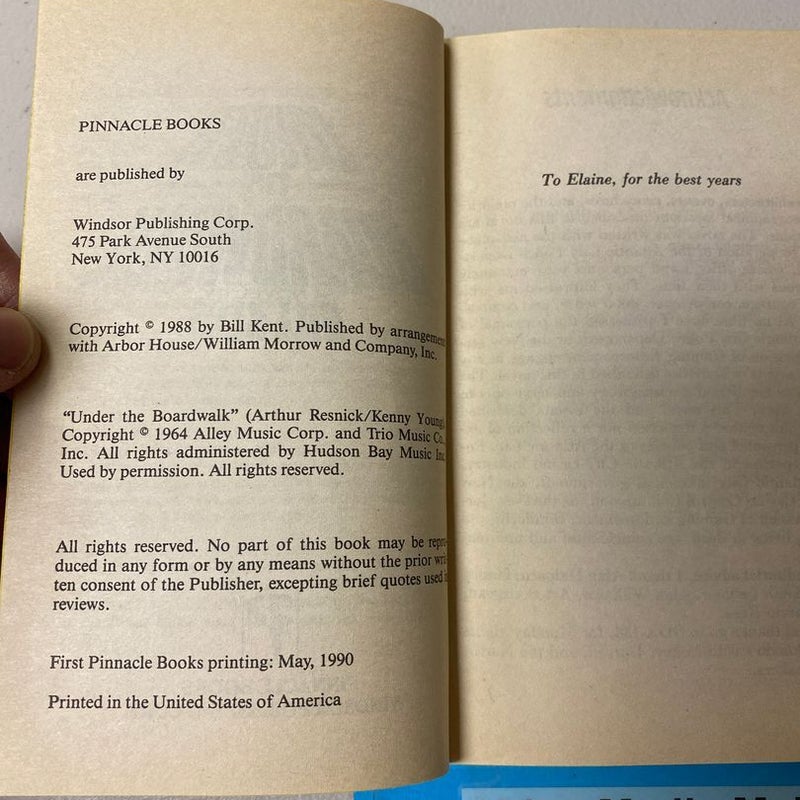 PINNACLE BOOKS
are published by
Windsor Publishing Corp.
475 Park Avenue South
New York, NY 10016
Copyright © 1988 by Bill Kent. Published by arrangement
with Arbor House/William Morrow and Company, Inc.
“Under the Boardwalk” (Arthur Resnick/Kenny Young)
Copyright © 1964 Alley Music Corp. and Trio Music Co.
Inc. All rights administered by Hudson Bay Music Inc.
Used by permission. All rights reserved.
All rights reserved. No part of this book may be repro-
duced in any form or by any means without the prior writ-
ten consent of the Publisher, excepting brief quotes used in
reviews.
First Pinnacle Books printing: May, 1990
Printed in the United States of America
To Elaine, for the best years